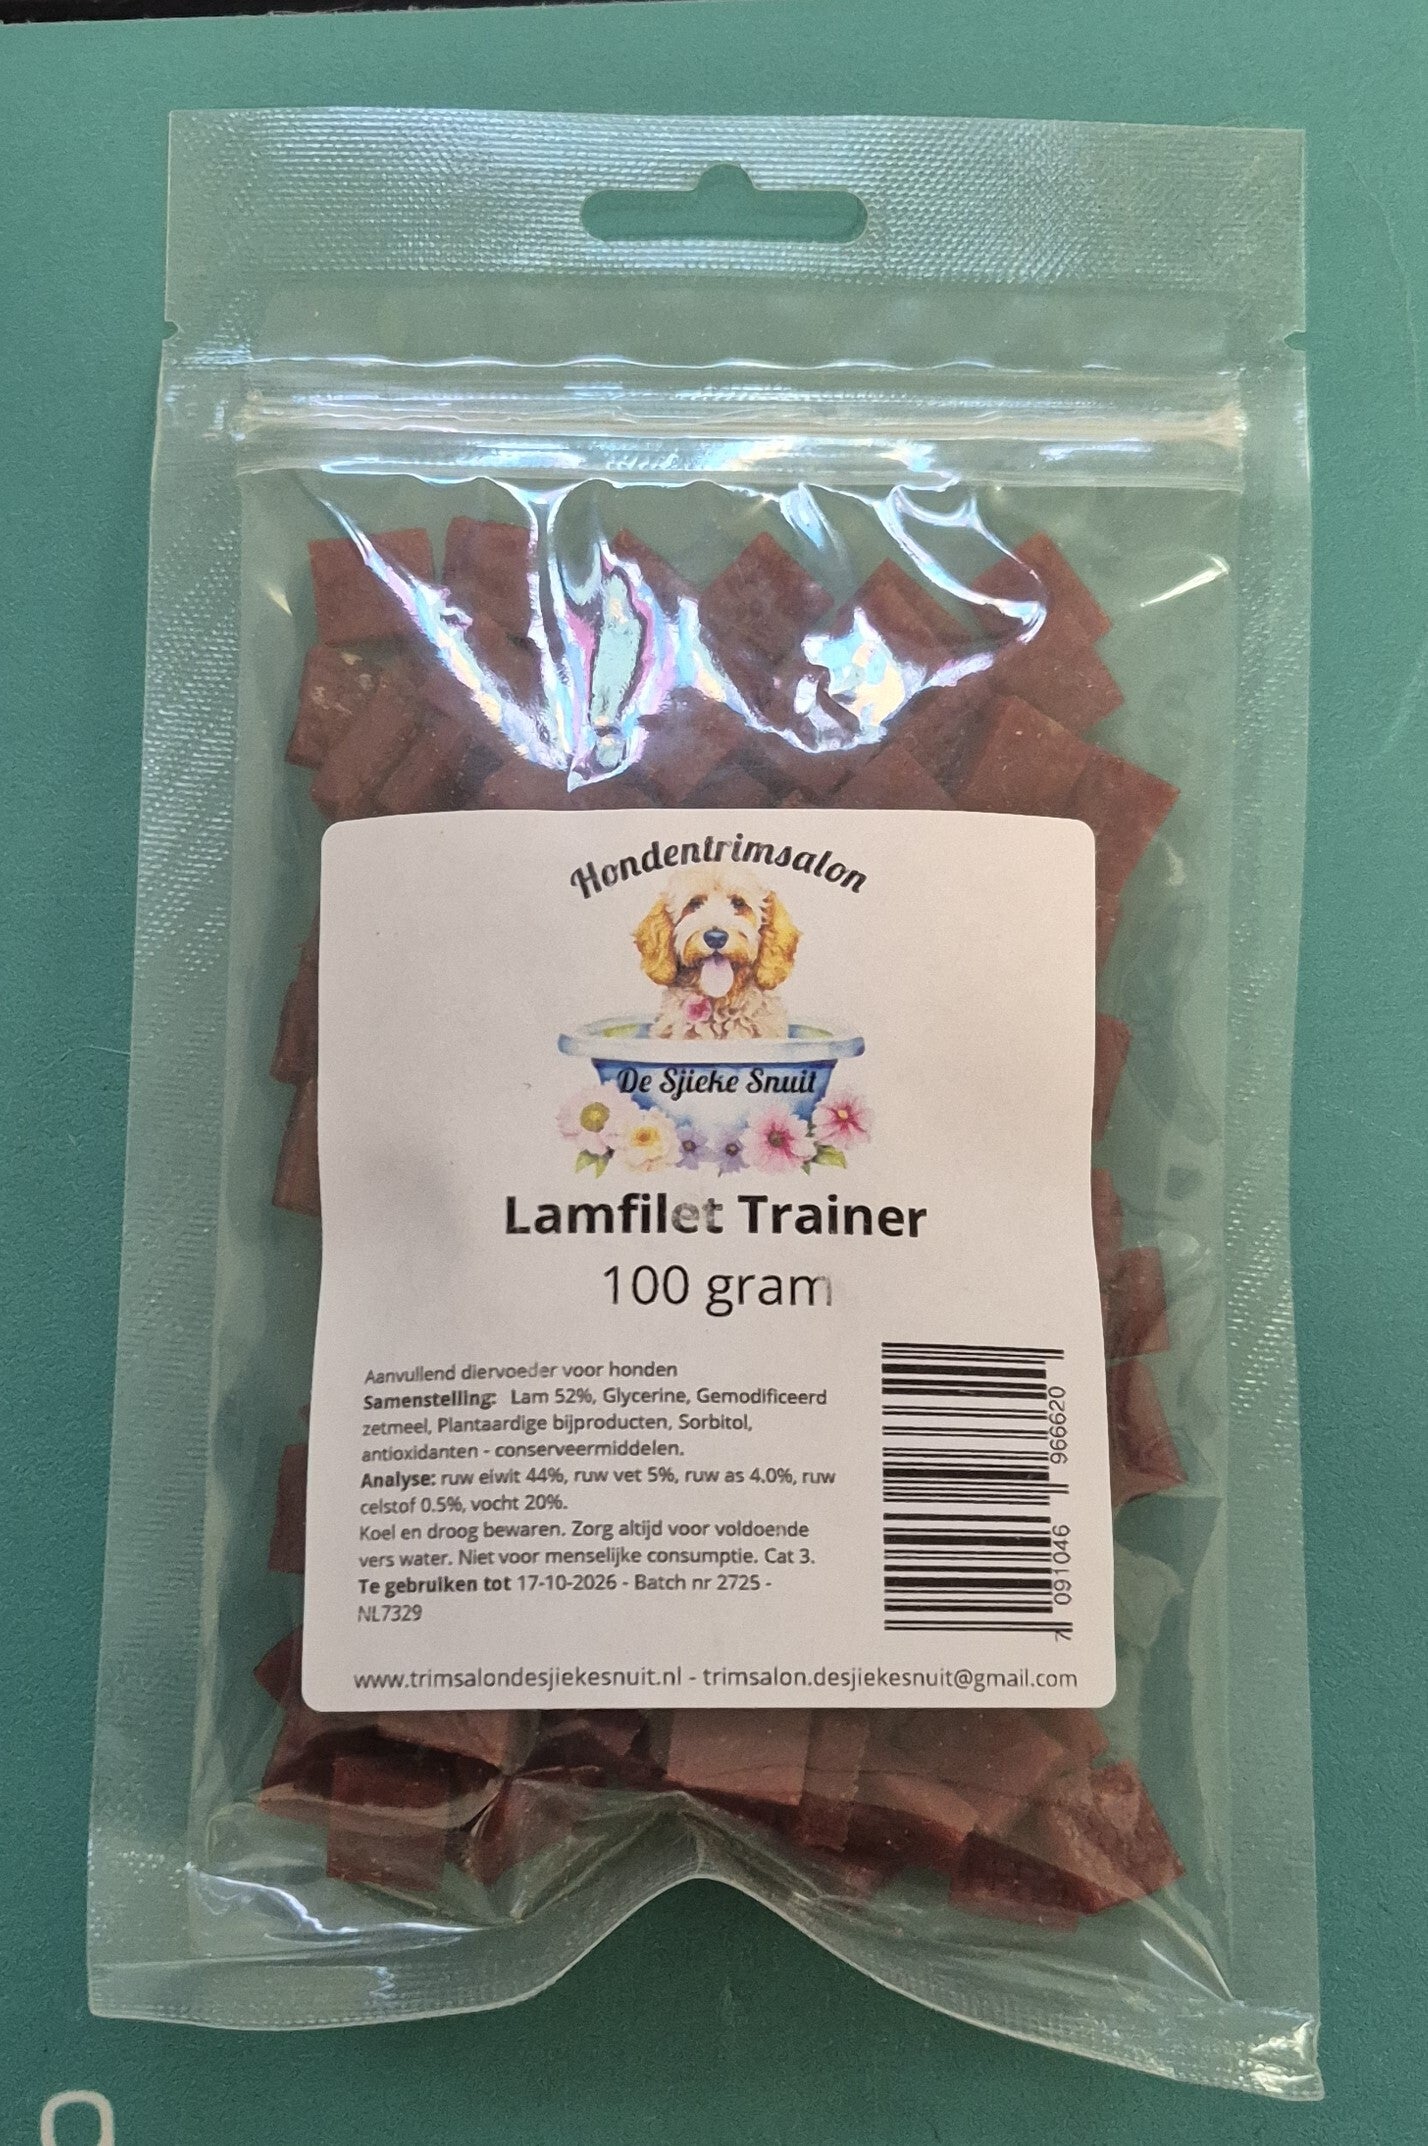 Hondentrimsalon
De Sjieke Snuit
Lamfilet Trainer
100 gram
Aanvullend diervoeder voor honden
Samenstelling: Lam 52%, Glycerine, Gemodificeerd
zetmeel, Plantaardige bijproducten, Sorbitol,
antioxidanten - conserveermiddelen.
Analyse: ruw eiwit 44%, ruw vet 5%, ruw as 4.0%, ruw
celstof 0.5%, vocht 20%.
Koel en droog bewaren. Zorg altijd voor voldoende
vers water. Niet voor menselijke consumptie. Cat 3.
Te gebruiken tot 17-10-2026 - Batch nr 2725 -
NL7329
7 091046 966620
www.trimsalondesjiekesnuit.nl - trimsalon.desjiekesnuit@gmail.com